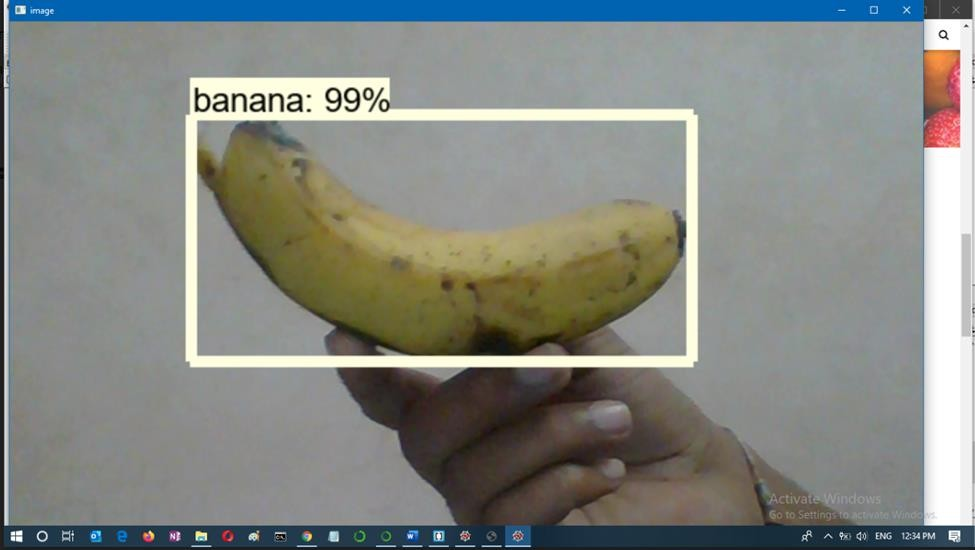 image
banana: 99%
Activate Windows
Go to Settings to activate Windows.
ENG
12:34 PM